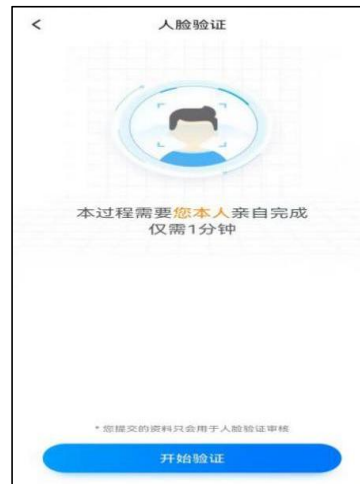 人脸验证
本过程需要您本人亲自完成
仅需1分钟
* 您提交的资料只会用于人脸验证审核
开始验证